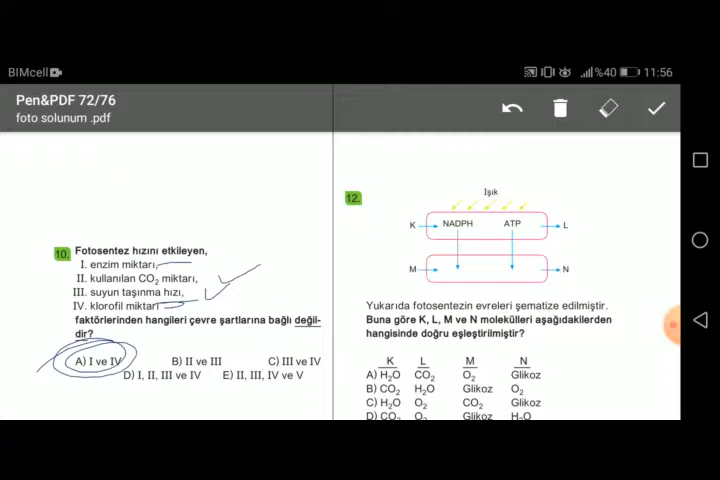 BIMcell
%40
11:56
Pen&PDF 72/76
foto solunum .pdf
10. Fotosentez hızını etkileyen,
I. enzim miktarı,
II. kullanılan CO2 miktarı,
III. suyun taşınma hızı,
IV. klorofil miktarı
faktörlerinden hangileri çevre şartlarına bağlı değil-
dir?
A) I ve IV B) II ve III C) III ve IV
D) I, II, III ve IV E) II, III, IV ve V
12.
Işık
K NADPH ATP L
M N
Yukarıda fotosentezin evreleri şematize edilmiştir.
Buna göre K, L, M ve N molekülleri aşağıdakilerden
hangisinde doğru eşleştirilmiştir?
K L M N
A) H2O CO2 O2 Glikoz
B) CO2 H2O Glikoz O2
C) H2O O2 CO2 Glikoz
D) CO2 O2 Glikoz H2O